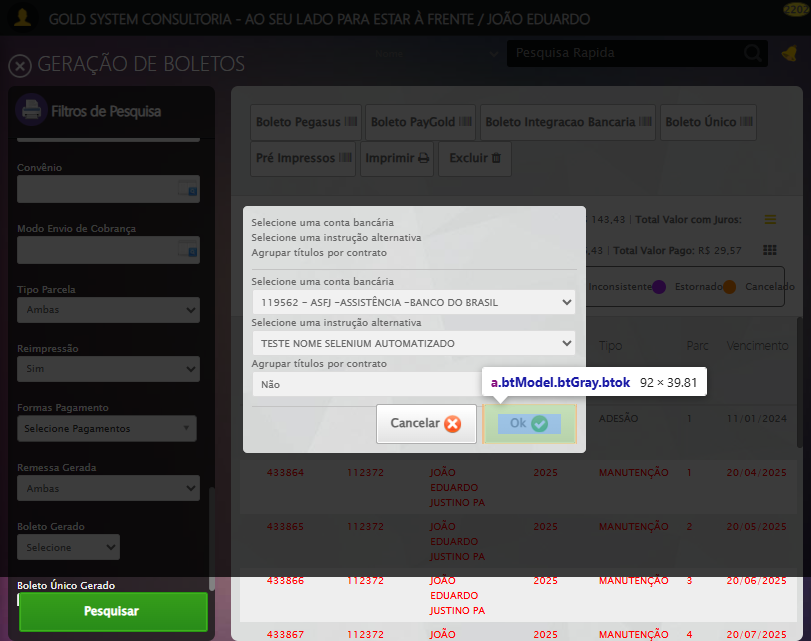 GOLD SYSTEM CONSULTORIA - AO SEU LADO PARA ESTAR À FRENTE / JOÃO EDUARDO
2202
GERAÇÃO DE BOLETOS
Pesquisa Rapida
Filtros de Pesquisa
Convênio
Modo Envio de Cobrança
Tipo Parcela
Ambas
Reimpressão
Sim
Formas Pagamento
Selecione Pagamentos
Remessa Gerada
Ambas
Boleto Gerado
Selecione
Boleto Único Gerado
Pesquisar
Boleto Pegasus
Boleto PayGold
Boleto Integracao Bancaria
Boleto Único
Pré Impressos
Imprimir
Excluir
143,43 | Total Valor com Juros:
,43 | Total Valor Pago: R$ 29,57
Inconsistente
Estornado
Cancelado
Selecione uma conta bancária
Selecione uma instrução alternativa
Agrupar títulos por contrato
Selecione uma conta bancária
119562 - ASFJ -ASSISTÊNCIA -BANCO DO BRASIL
Selecione uma instrução alternativa
TESTE NOME SELENIUM AUTOMATIZADO
Agrupar títulos por contrato
Não
a.btModel.btGray.btok 92 × 39.81
Cancelar
Ok
Tipo Parc Vencimento
ADESÃO 1 11/01/2024
433864 112372 JOÃO 2025 MANUTENÇÃO 1 20/04/2025
EDUARDO
JUSTINO PA
433865 112372 JOÃO 2025 MANUTENÇÃO 2 20/05/2025
EDUARDO
JUSTINO PA
433866 112372 JOÃO 2025 MANUTENÇÃO 3 20/06/2025
EDUARDO
JUSTINO PA
433867 112372 JOÃO 2025 MANUTENÇÃO 4 20/07/2025